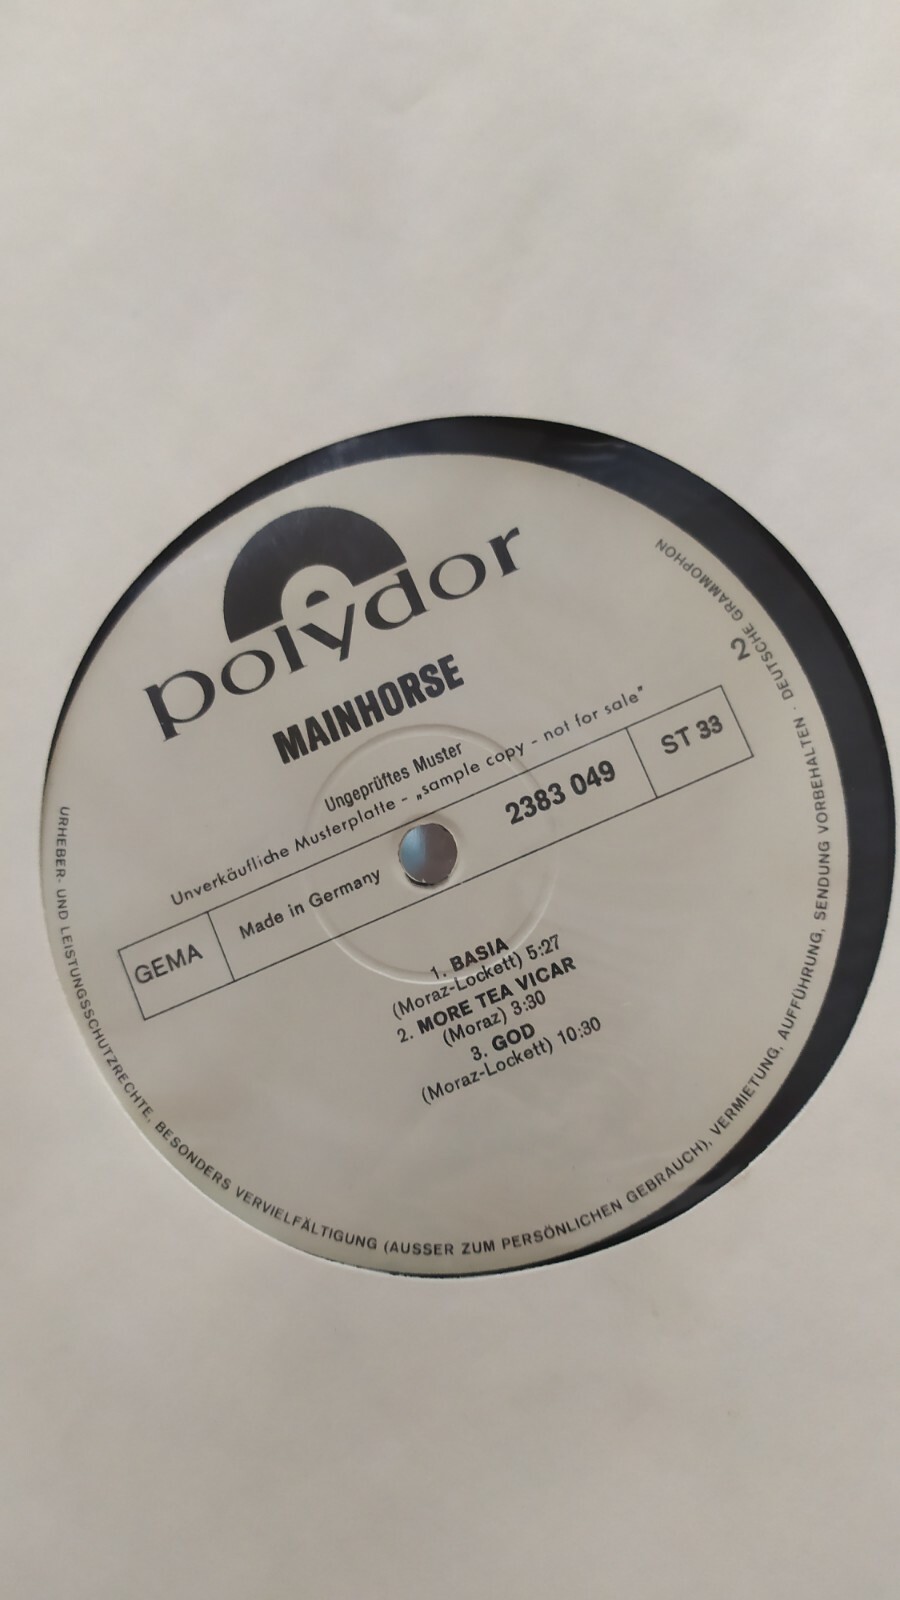 polydor
MAINHORSE
Ungeprüftes Muster
Unverkäufliche Musterplatte - „sample copy - not for sale"
GEMA
Made in Germany
2383 049
ST 33
2
1. BASIA
(Moraz-Lockett) 5:27
2. MORE TEA VICAR
(Moraz) 3:30
3. GOD
(Moraz-Lockett) 10:30
URHEBER- UND LEISTUNGSSCHUTZRECHTE, BESONDERS VERVIELFÄLTIGUNG (AUSSER ZUM PERSÖNLICHEN GEBRAUCH), VERMIETUNG, AUFFÜHRUNG, SENDUNG VORBEHALTEN · DEUTSCHE GRAMMOPHON